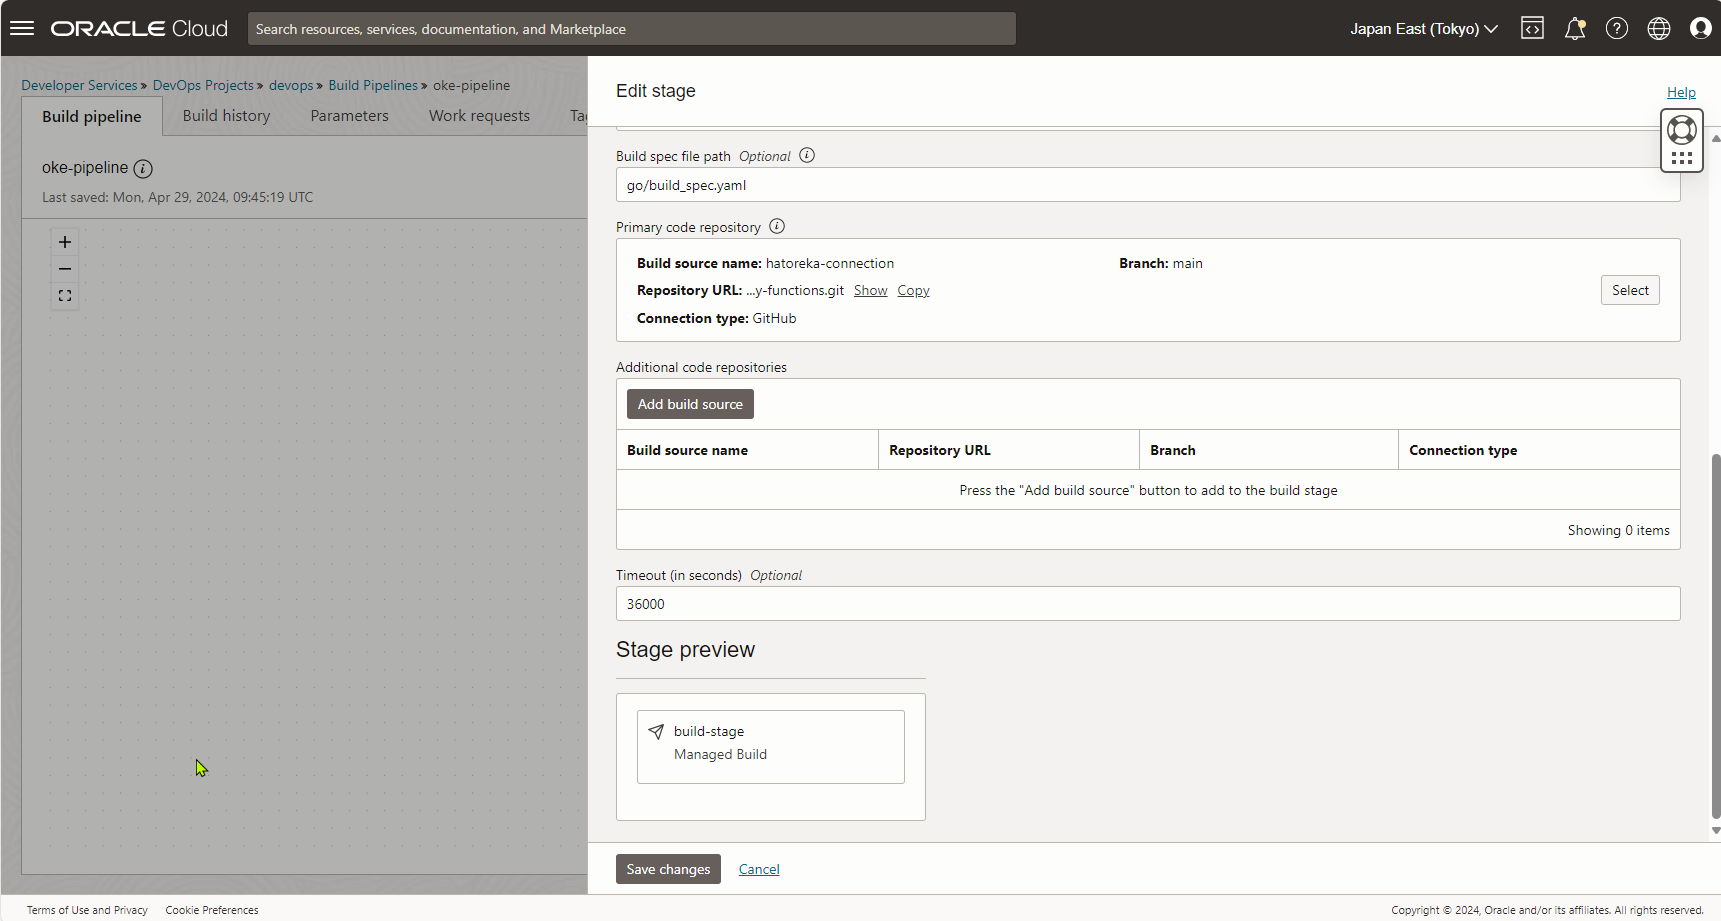 ORACLE Cloud
Search resources, services, documentation, and Marketplace
Japan East (Tokyo)
Developer Services » DevOps Projects » devops » Build Pipelines » oke-pipeline
Build pipeline
Build history
Parameters
Work requests
Ta
oke-pipeline
Last saved: Mon, Apr 29, 2024, 09:45:19 UTC
Edit stage
Help
Build spec file path Optional
go/build_spec.yaml
Primary code repository
Build source name: hatoreka-connection
Branch: main
Repository URL: ...y-functions.git Show Copy
Select
Connection type: GitHub
Additional code repositories
Add build source
Build source name
Repository URL
Branch
Connection type
Press the "Add build source" button to add to the build stage
Showing 0 items
Timeout (in seconds) Optional
36000
Stage preview
build-stage
Managed Build
Save changes
Cancel
Terms of Use and Privacy
Cookie Preferences
Copyright © 2024, Oracle and/or its affiliates. All rights reserved.